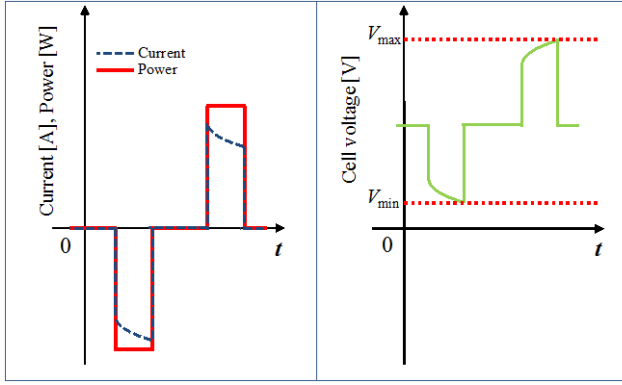 Current [A], Power [W]
Current
Power
0
t
Cell voltage [V]
Vmax
Vmin
0
t